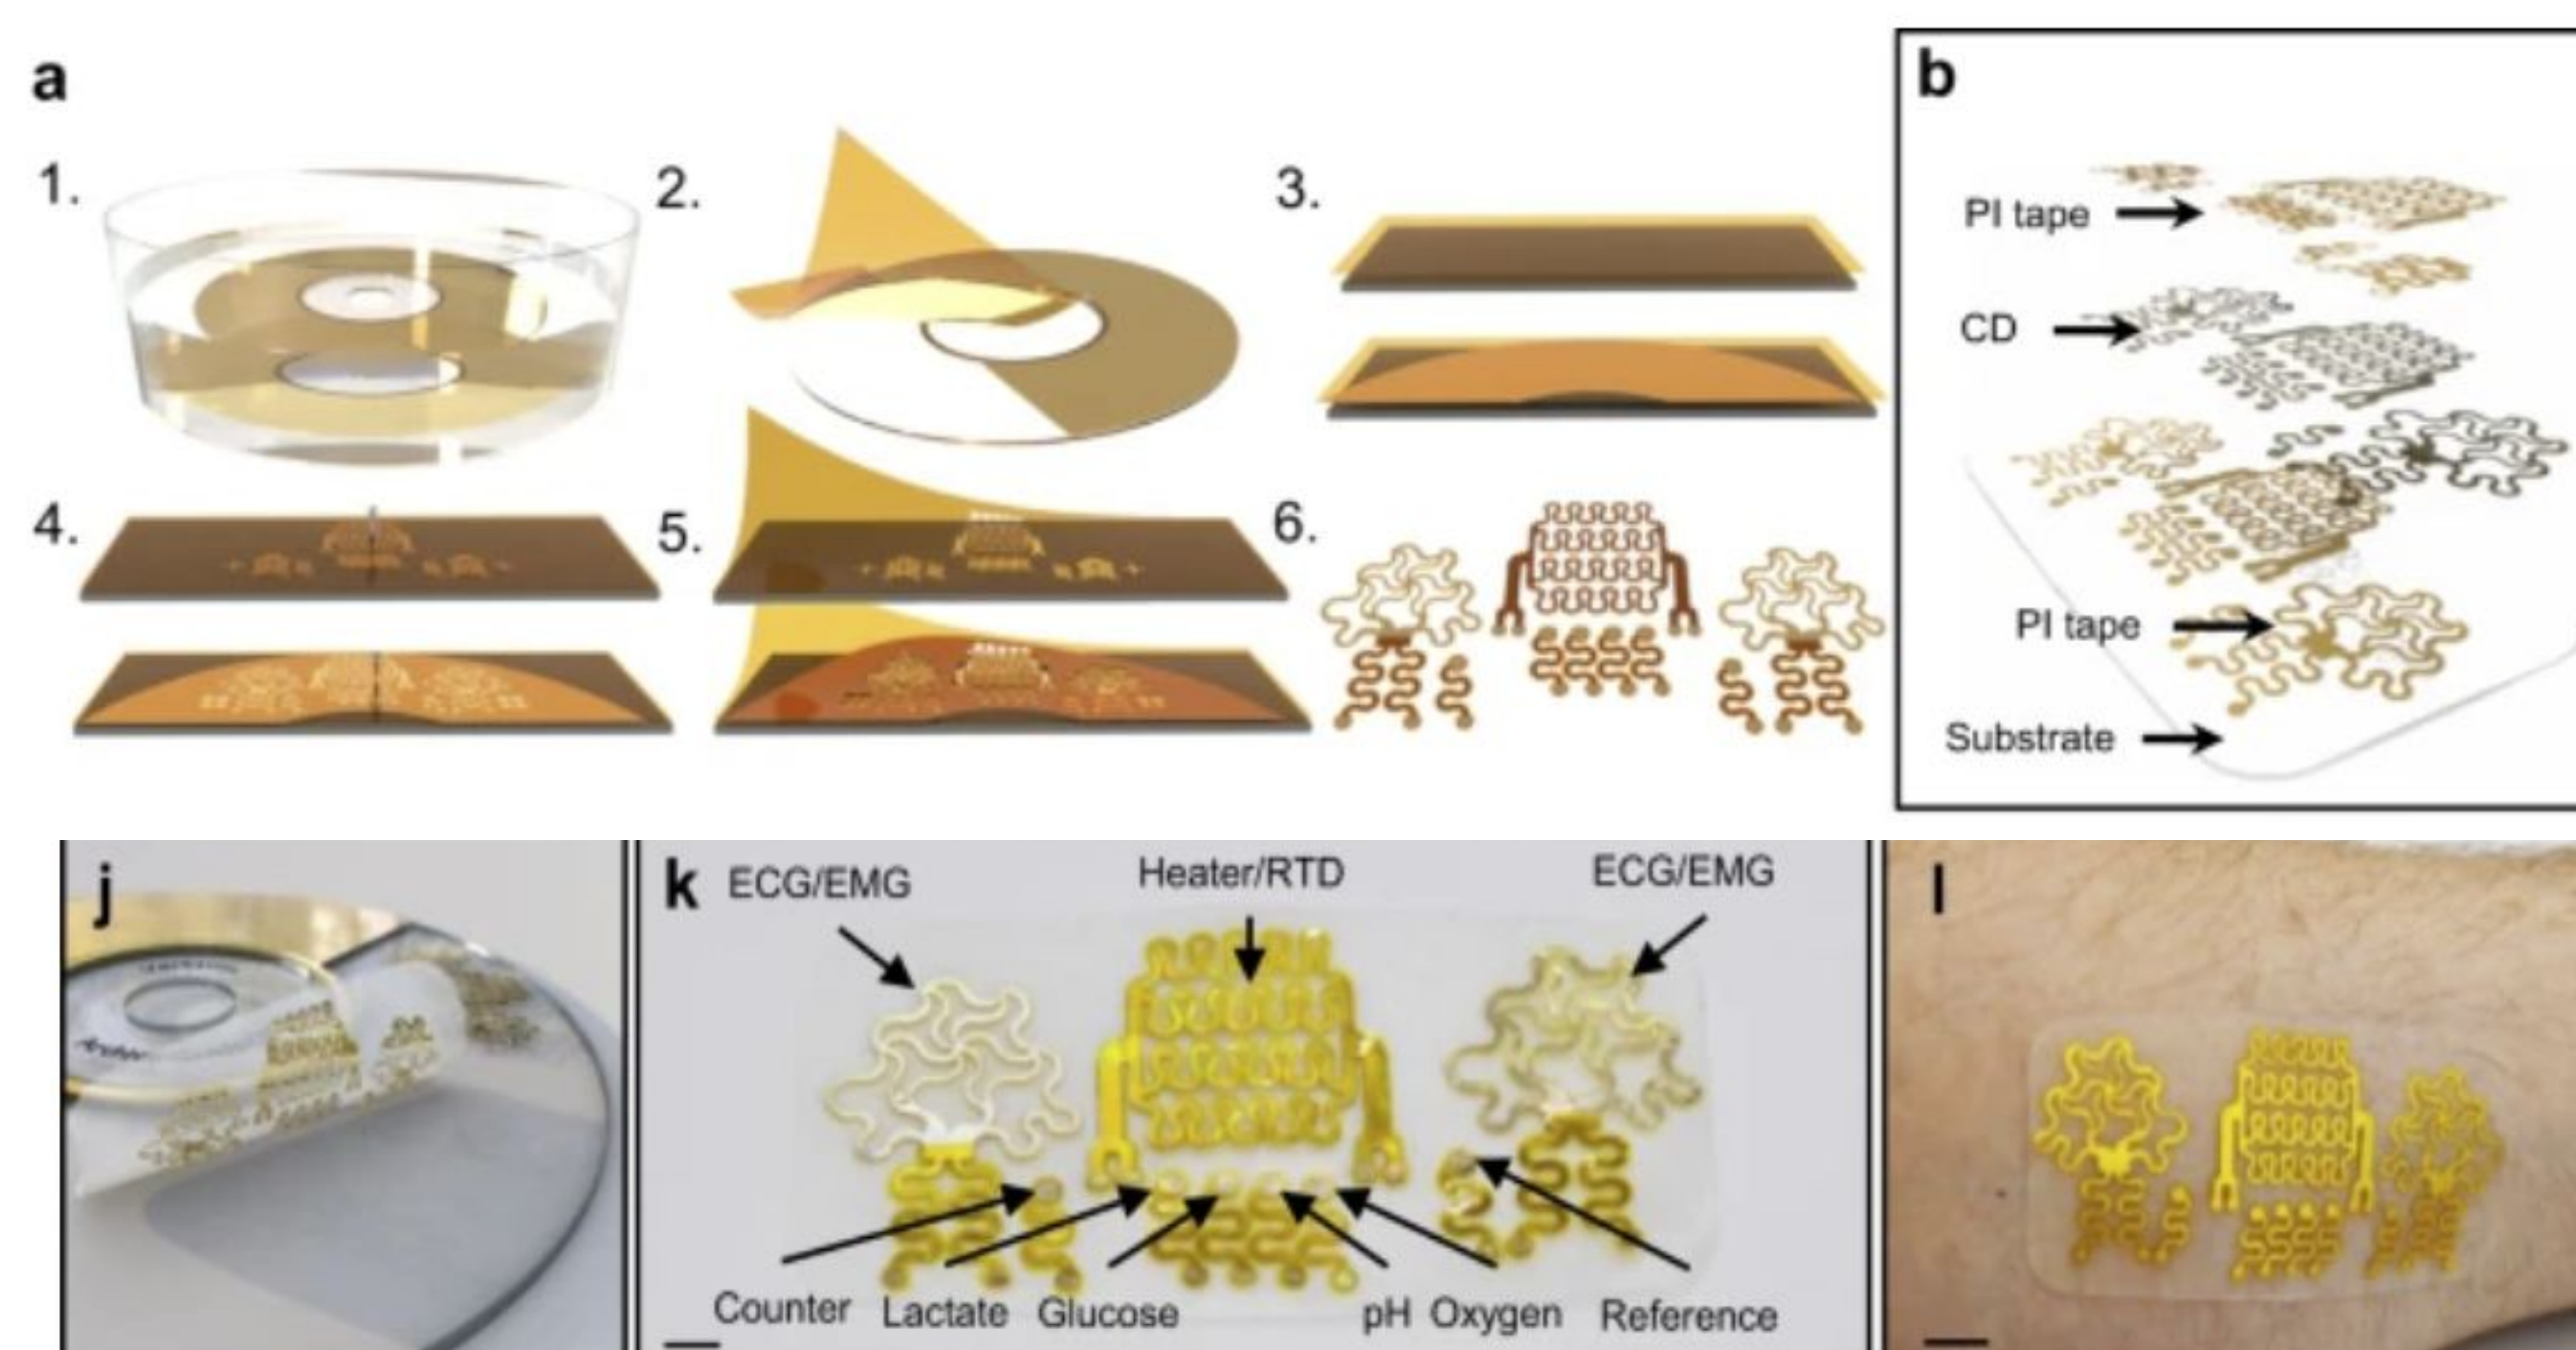 a
b
1.
2.
3.
PI tape
CD
4.
5.
6.
PI tape
Substrate
j
k
ECG/EMG
Heater/RTD
ECG/EMG
l
Counter
Lactate
Glucose
pH
Oxygen
Reference